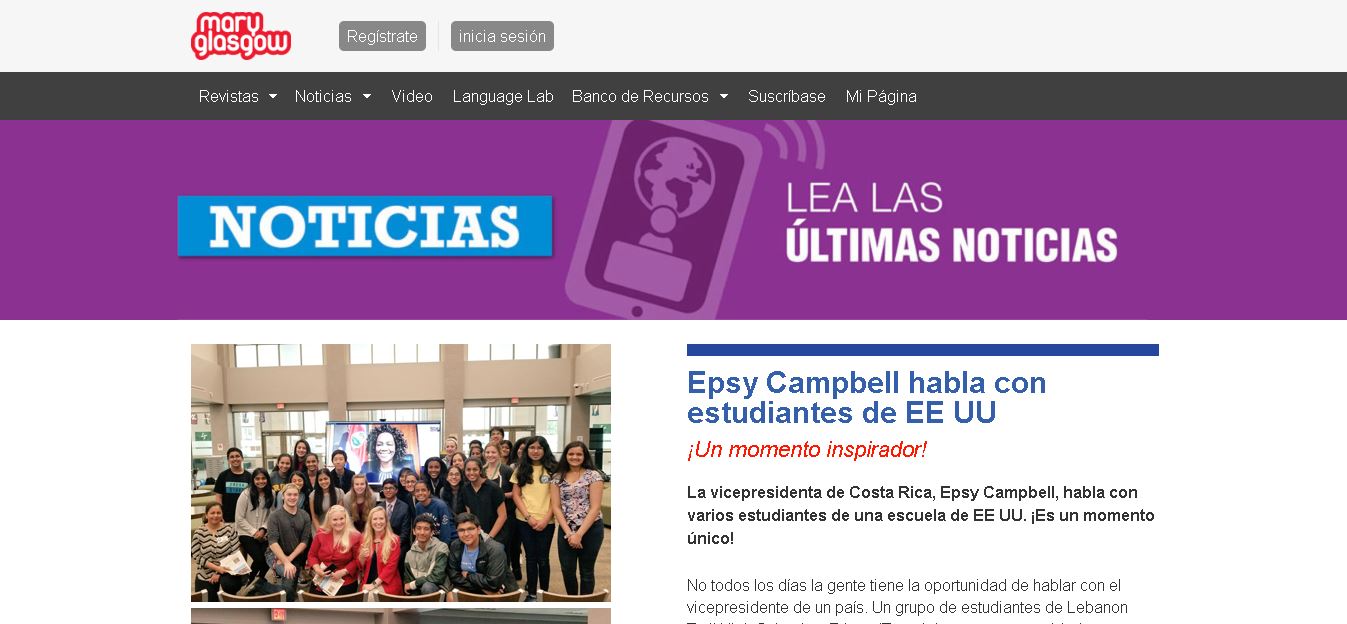 mary
glasgow
Regístrate
inicia sesión
Revistas
Noticias
Video
Language Lab
Banco de Recursos
Suscríbase
Mi Página
NOTICIAS
LEA LAS
ÚLTIMAS NOTICIAS
Epsy Campbell habla con
estudiantes de EE UU
¡Un momento inspirador!
La vicepresidenta de Costa Rica, Epsy Campbell, habla con
varios estudiantes de una escuela de EE UU. ¡Es un momento
único!
No todos los días la gente tiene la oportunidad de hablar con el
vicepresidente de un país. Un grupo de estudiantes de Lebanon